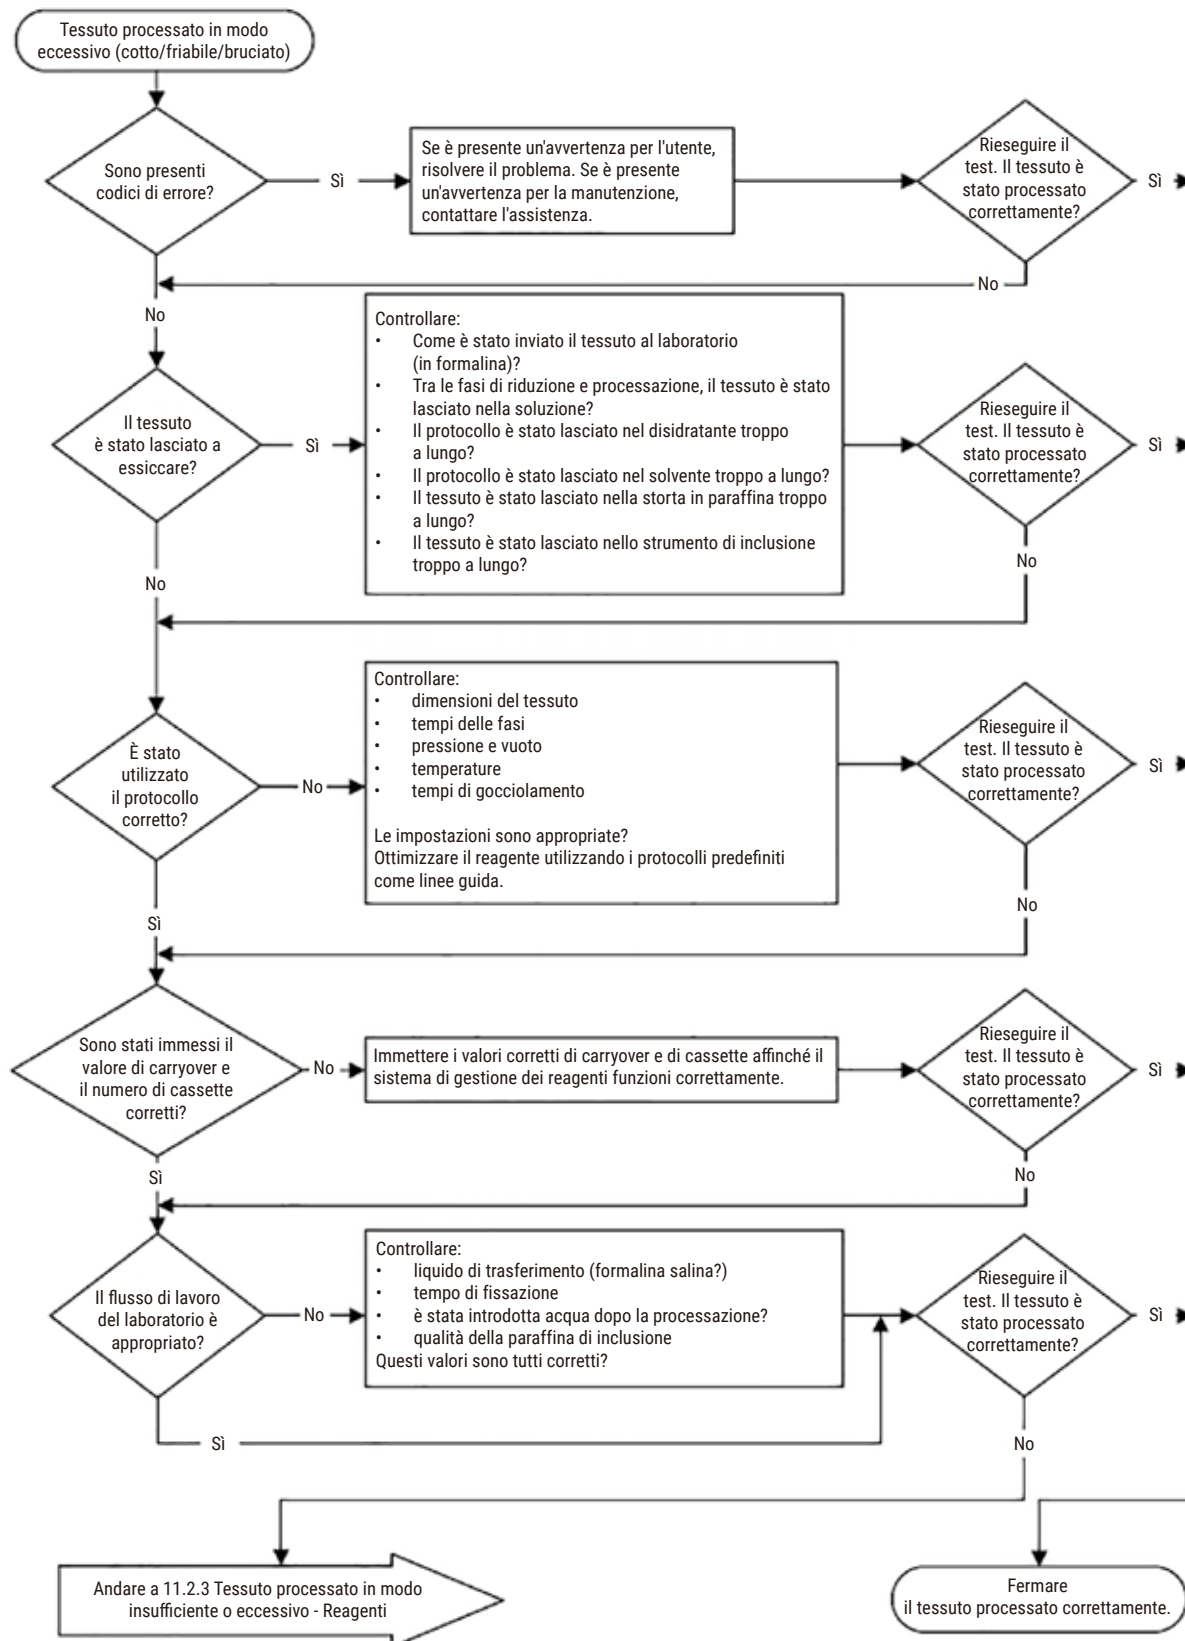 Tessuto processato in modo
eccessivo (cotto/friabile/bruciato)
Sono presenti
codici di errore?
Sì
Se è presente un'avvertenza per l'utente,
risolvere il problema. Se è presente
un'avvertenza per la manutenzione,
contattare l'assistenza.
Rieseguire il
test. Il tessuto è
stato processato
correttamente?
Sì
No
No
Il tessuto
è stato lasciato a
essiccare?
Sì
Controllare:
• Come è stato inviato il tessuto al laboratorio
(in formalina)?
• Tra le fasi di riduzione e processazione, il tessuto è stato
lasciato nella soluzione?
• Il protocollo è stato lasciato nel disidratante troppo
a lungo?
• Il protocollo è stato lasciato nel solvente troppo a lungo?
• Il tessuto è stato lasciato nella storta in paraffina troppo
a lungo?
• Il tessuto è stato lasciato nello strumento di inclusione
troppo a lungo?
Rieseguire il
test. Il tessuto è
stato processato
correttamente?
Sì
No
No
È stato
utilizzato
il protocollo
corretto?
No
Controllare:
• dimensioni del tessuto
• tempi delle fasi
• pressione e vuoto
• temperature
• tempi di gocciolamento
Le impostazioni sono appropriate?
Ottimizzare il reagente utilizzando i protocolli predefiniti
come linee guida.
Rieseguire il
test. Il tessuto è
stato processato
correttamente?
Sì
No
Sì
Sono stati immessi il
valore di carryover e
il numero di cassette
corretti?
No
Immettere i valori corretti di carryover e di cassette affinché il
sistema di gestione dei reagenti funzioni correttamente.
Rieseguire il
test. Il tessuto è
stato processato
correttamente?
Sì
No
Sì
Il flusso di lavoro
del laboratorio è
appropriato?
No
Controllare:
• liquido di trasferimento (formalina salina?)
• tempo di fissazione
• è stata introdotta acqua dopo la processazione?
• qualità della paraffina di inclusione
Questi valori sono tutti corretti?
Rieseguire il
test. Il tessuto è
stato processato
correttamente?
Sì
Sì
No
Andare a 11.2.3 Tessuto processato in modo
insufficiente o eccessivo - Reagenti
Fermare
il tessuto processato correttamente.